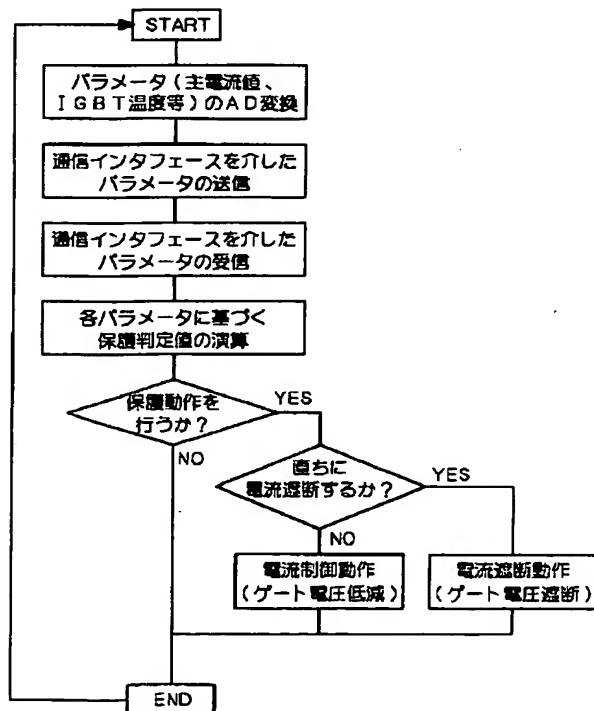 START
パラメータ（主電流値、
ＩＧＢＴ温度等）のＡＤ変換
通信インタフェースを介した
パラメータの送信
通信インタフェースを介した
パラメータの受信
各パラメータに基づく
保護判定値の演算
保護動作を
行うか？
YES
NO
直ちに
電流遮断するか？
YES
NO
電流制御動作
（ゲート電圧低減）
電流遮断動作
（ゲート電圧遮断）
END